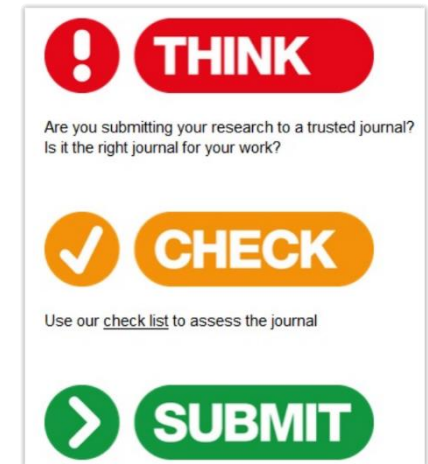 THINK
Are you submitting your research to a trusted journal?
Is it the right journal for your work?
CHECK
Use our check list to assess the journal
SUBMIT